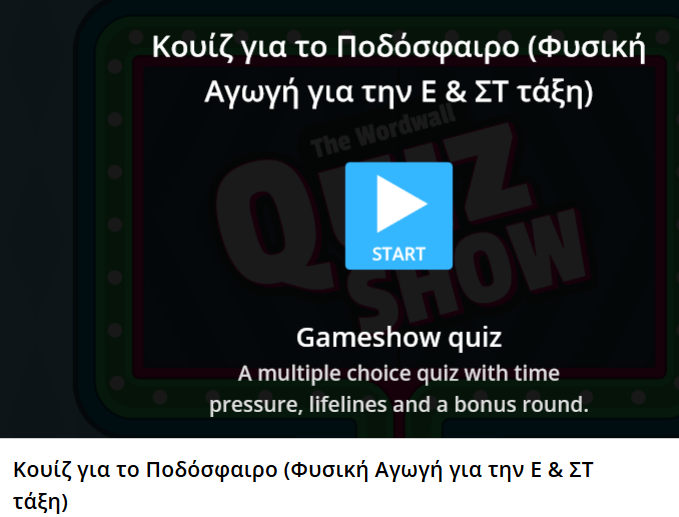 Κουίζ για το Ποδόσφαιρο (Φυσική
Αγωγή για την Ε & ΣΤ τάξη)
The Wordwall
QUIZ
SHOW
START
Gameshow quiz
A multiple choice quiz with time
pressure, lifelines and a bonus round.
Κουίζ για το Ποδόσφαιρο (Φυσική Αγωγή για την Ε & ΣΤ
τάξη)